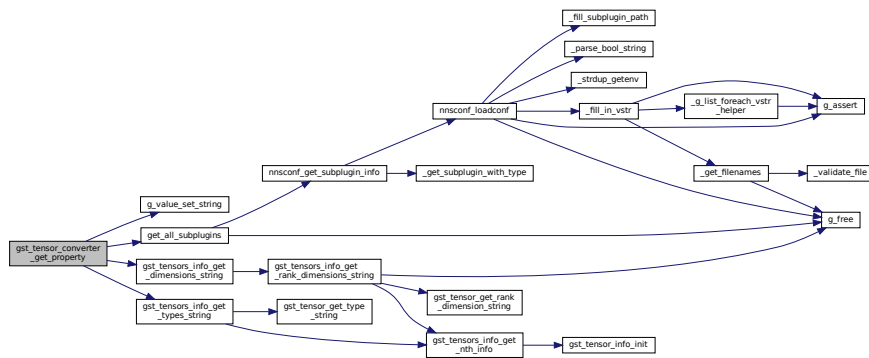 _fill_subplugin_path
_parse_bool_string
_strdup_getenv
nnsconf_loadconf
_fill_in_vstr
_g_list_foreach_vstr
_helper
g_assert
nnsconf_get_subplugin_info
_get_subplugin_with_type
_get_filenames
_validate_file
g_value_set_string
get_all_subplugins
g_free
gst_tensor_converter
_get_property
gst_tensors_info_get
_dimensions_string
gst_tensors_info_get
_rank_dimensions_string
gst_tensors_info_get
_types_string
gst_tensor_get_type
_string
gst_tensor_get_rank
_dimension_string
gst_tensors_info_get
_nth_info
gst_tensor_info_init